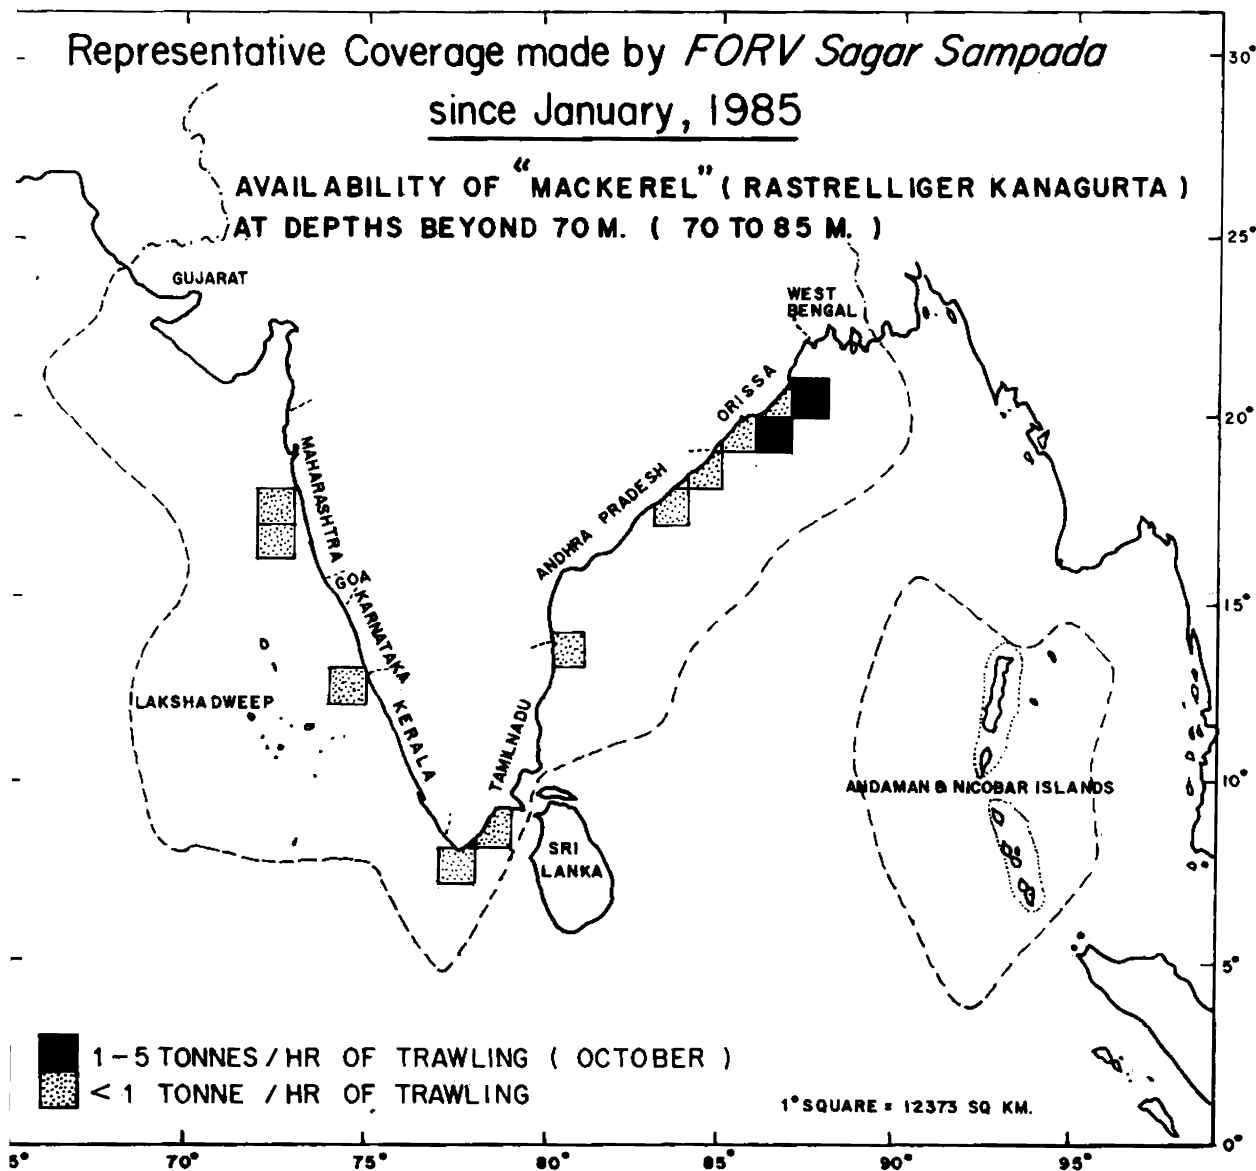 Representative Coverage made by FORV Sagar Sampada
since January, 1985
AVAILABILITY OF "MACKEREL" ( RASTRELLIGER KANAGURTA )
AT DEPTHS BEYOND 70 M. ( 70 TO 85 M. )
30°
25°
20°
15°
10°
5°
0°
GUJARAT
WEST
BENGAL
ORISSA
MAHARASHTRA
ANDHRA PRADESH
GOA
KARNATAKA
LAKSHADWEEP
KERALA
TAMILNADU
ANDAMAN & NICOBAR ISLANDS
SRI
LANKA
1-5 TONNES / HR OF TRAWLING ( OCTOBER )
< 1 TONNE / HR OF TRAWLING
1° SQUARE = 12373 SQ KM.
5° 70° 75° 80° 85° 90° 95°